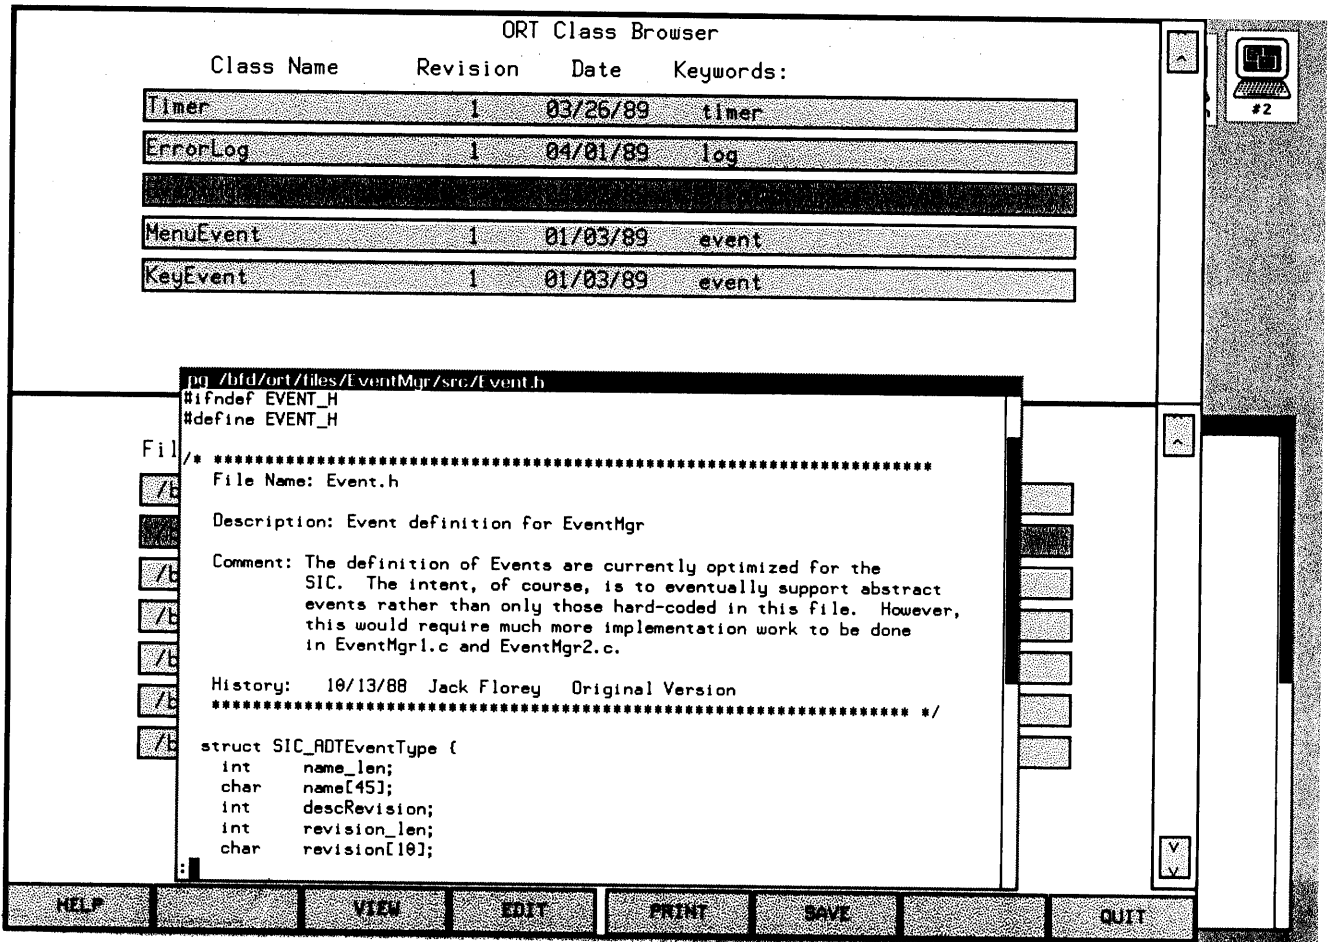 ORT Class Browser
Class Name Revision Date Keywords:
Timer 1 03/26/89 timer
ErrorLog 1 04/01/89 log
MenuEvent 1 01/03/89 event
KeyEvent 1 01/03/89 event
#2
pg /bfd/ort/files/EventMgr/src/Event.h
#ifndef EVENT_H
#define EVENT_H
Fil
/* **********************************************************************
File Name: Event.h
/b
Description: Event definition for EventMgr
Comment: The definition of Events are currently optimized for the
/b
SIC. The intent, of course, is to eventually support abstract
events rather than only those hard-coded in this file. However,
/b
this would require much more implementation work to be done
in EventMgr1.c and EventMgr2.c.
/b
History: 10/13/88 Jack Florey Original Version
/b
********************************************************************** */
/b
struct SIC_ADTEventType {
int name_len;
char name[45];
int descRevision;
int revision_len;
char revision[10];
:
HELP VIEW EDIT PRINT SAVE QUIT